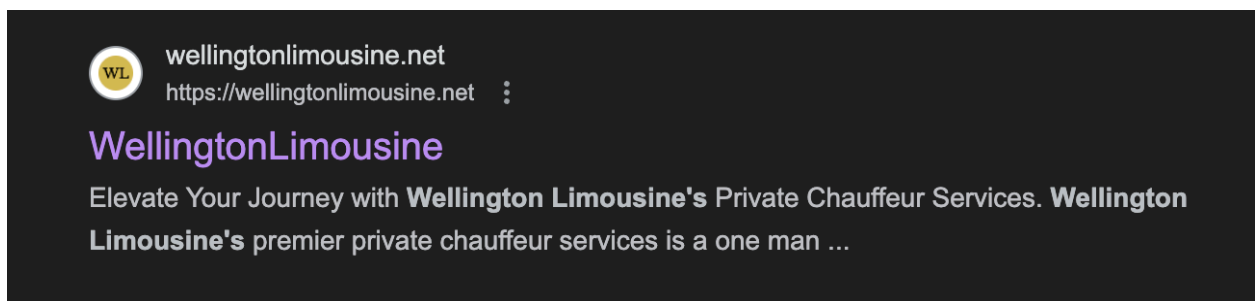 WL
wellingtonlimousine.net
https://wellingtonlimousine.net
WellingtonLimousine
Elevate Your Journey with Wellington Limousine's Private Chauffeur Services. Wellington
Limousine's premier private chauffeur services is a one man ...